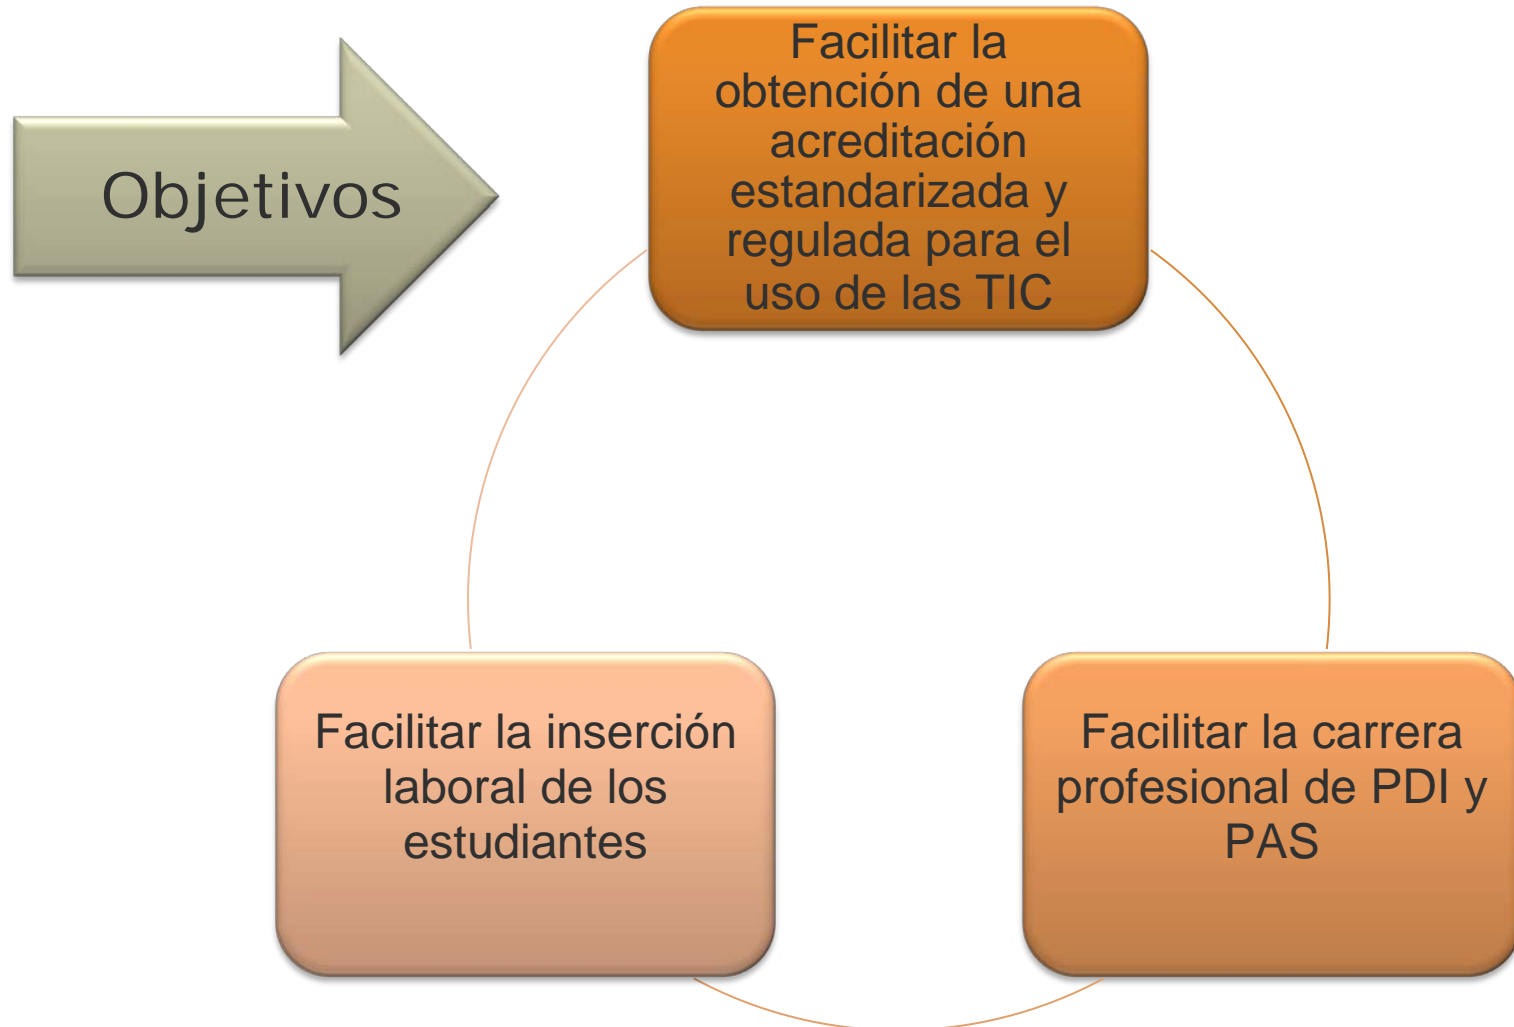 Objetivos
Facilitar la
obtención de una
acreditación
estandarizada y
regulada para el
uso de las TIC
Facilitar la inserción
laboral de los
estudiantes
Facilitar la carrera
profesional de PDI y
PAS